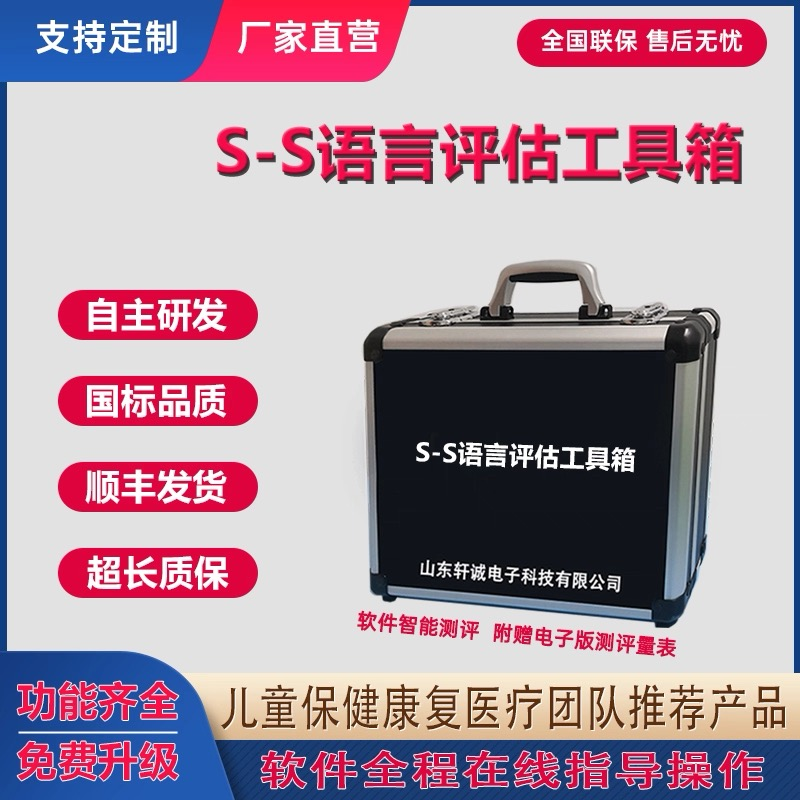 支持定制
厂家直营
全国联保 售后无忧
S-S语言评估工具箱
自主研发
国标品质
顺丰发货
超长质保
S-S语言评估工具箱
山东轩诚电子科技有限公司
软件智能测评 附赠电子版测评量表
功能齐全
免费升级
儿童保健康复医疗团队推荐产品
软件全程在线指导操作